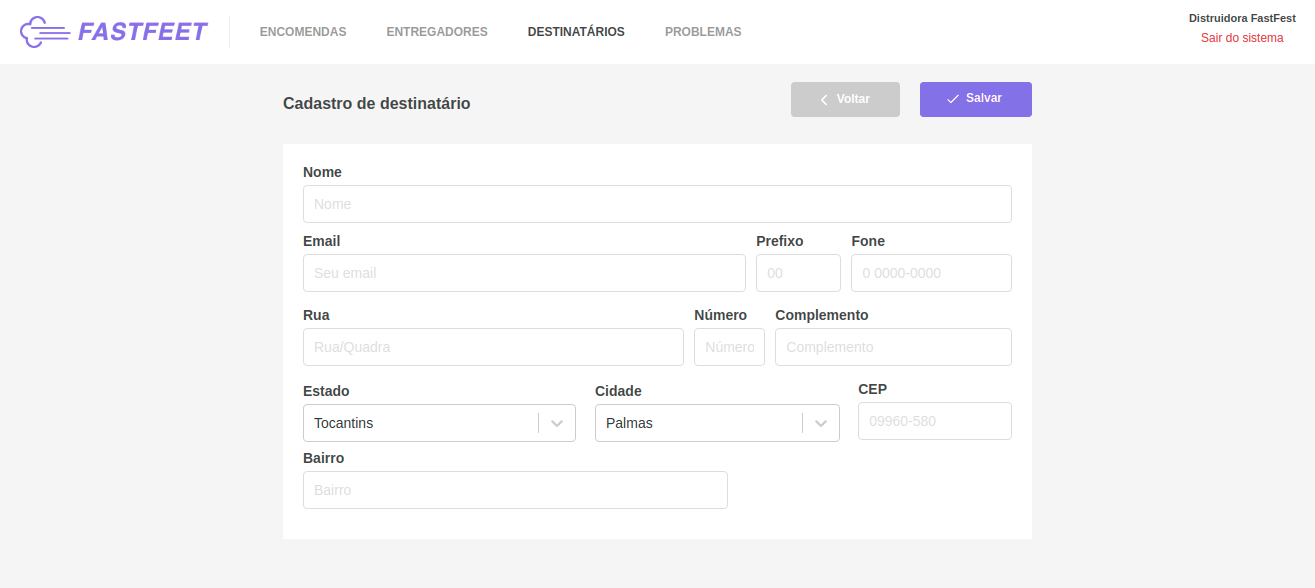 FASTFEET ENCOMENDAS ENTREGADORES DESTINATÁRIOS PROBLEMAS Distruidora FastFest
Sair do sistema
Cadastro de destinatário Voltar Salvar
Nome
Nome
Email Prefixo Fone
Seu email 00 0 0000-0000
Rua Número Complemento
Rua/Quadra Número Complemento
Estado Cidade CEP
Tocantins Palmas 09960-580
Bairro
Bairro